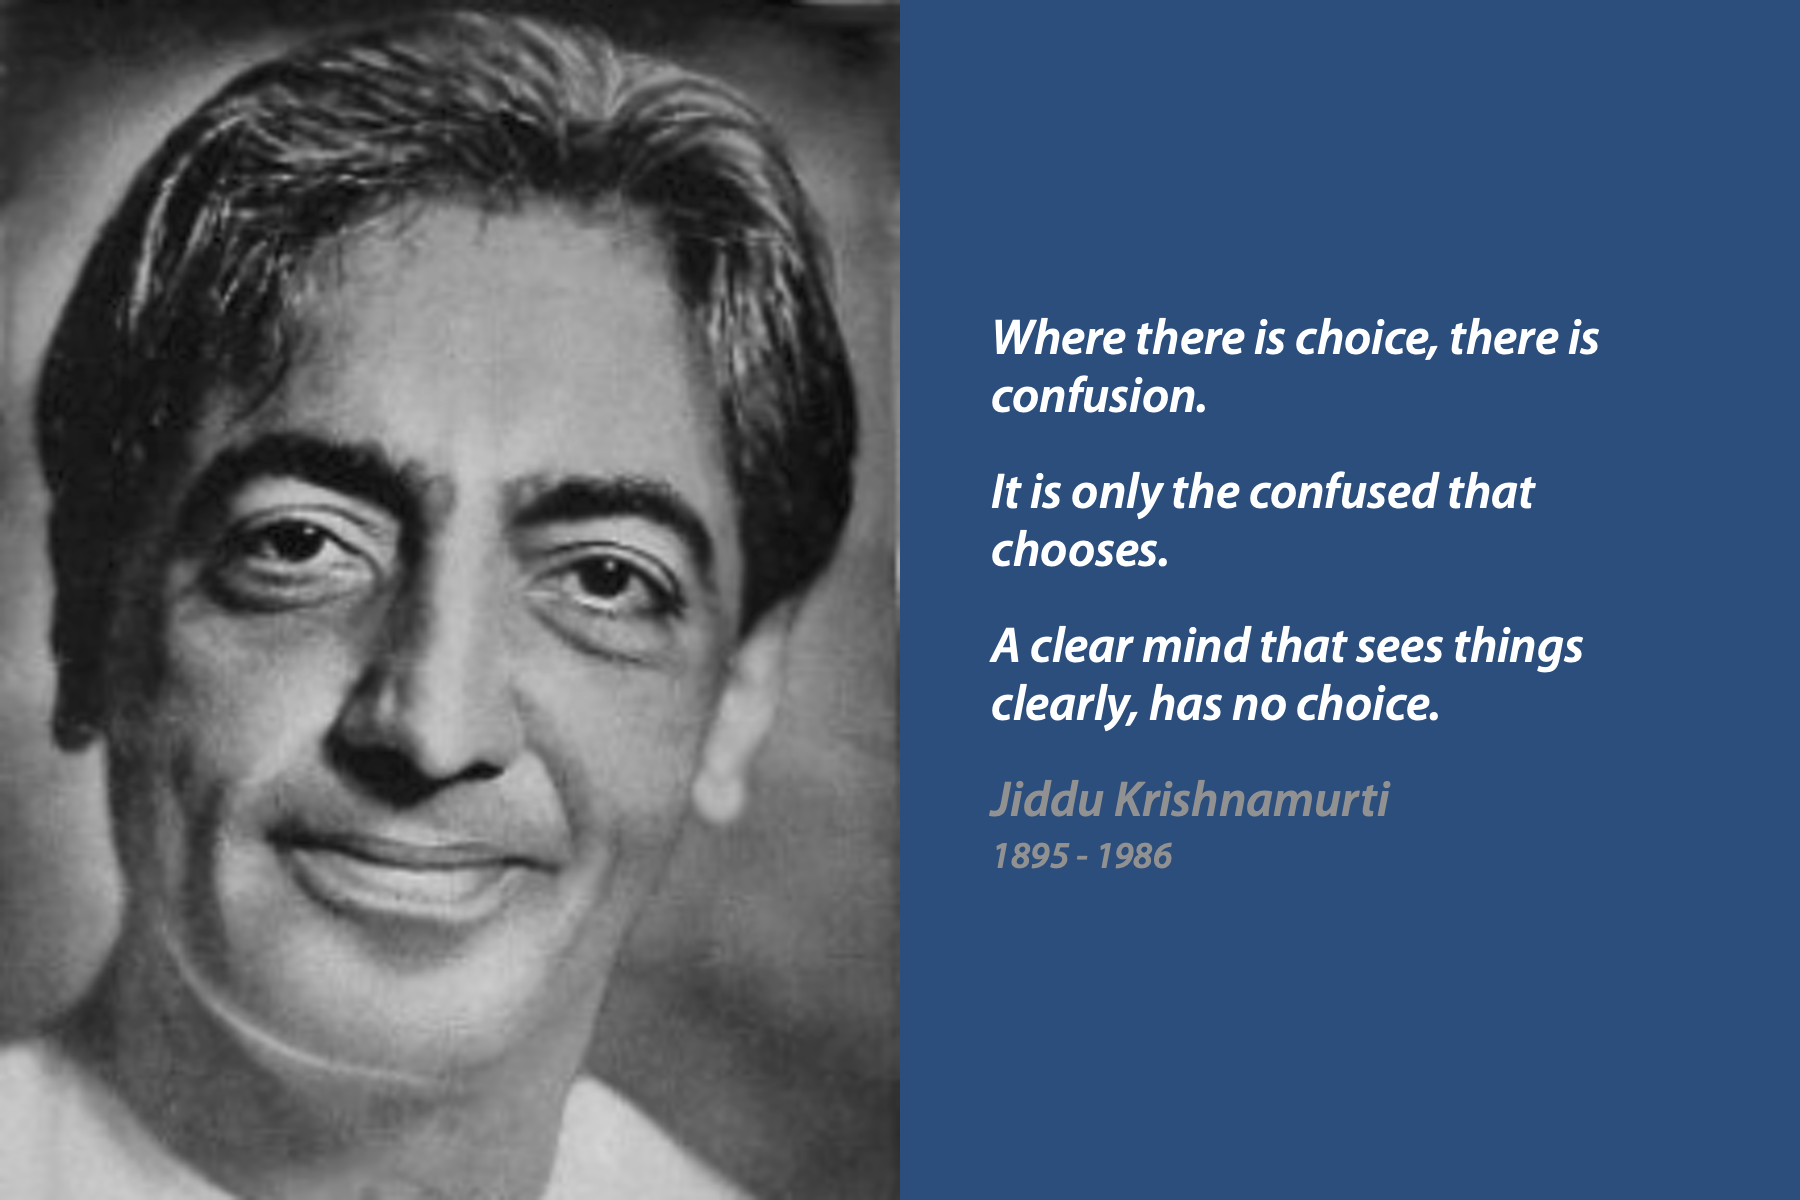 Where there is choice, there is
confusion.
It is only the confused that
chooses.
A clear mind that sees things
clearly, has no choice.
Jiddu Krishnamurti
1895 - 1986